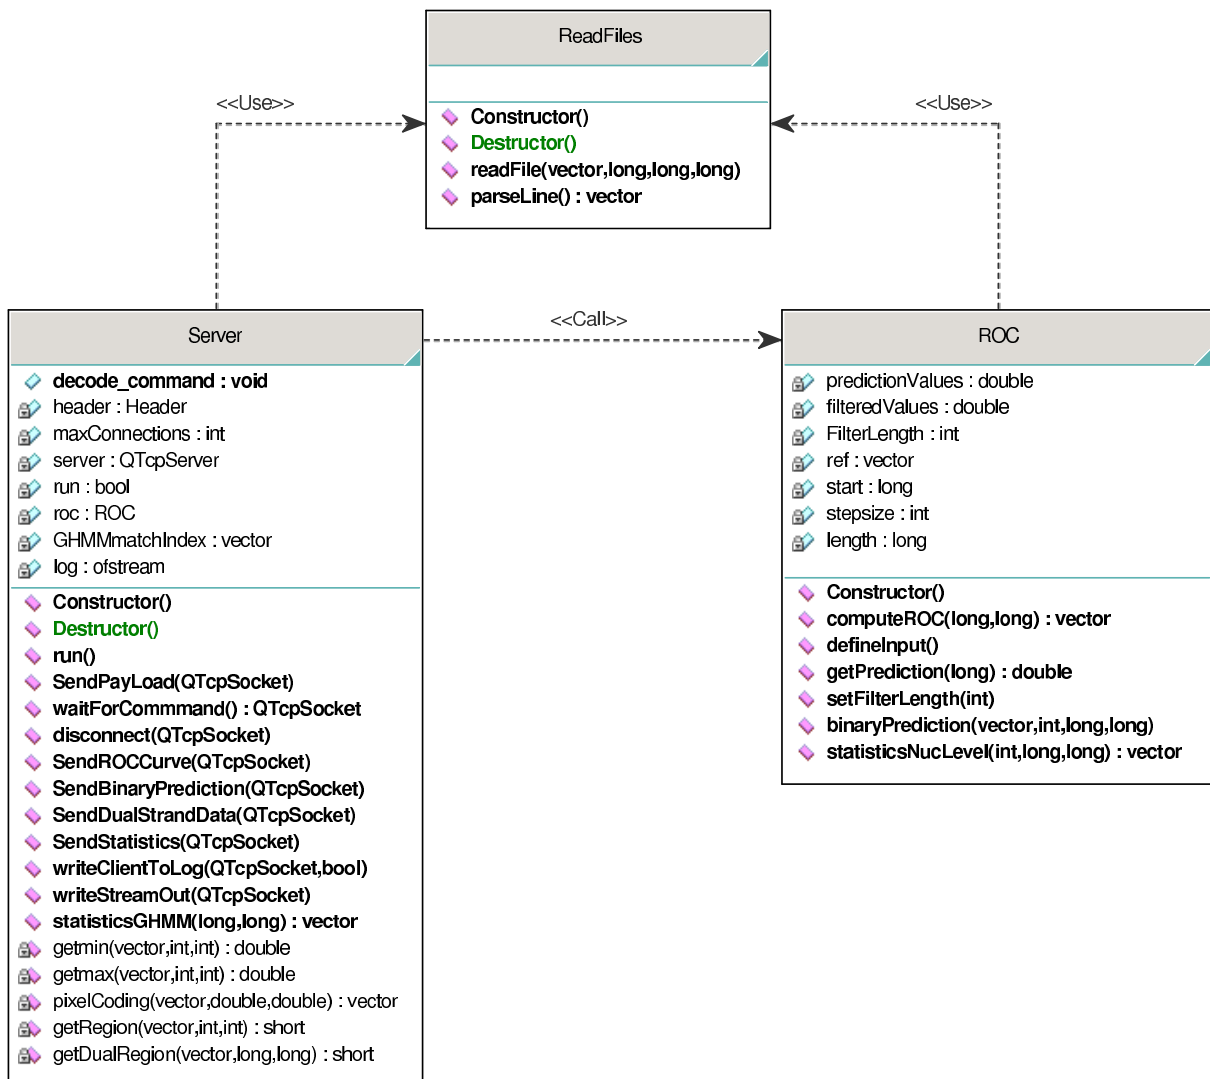 ReadFiles
<<Use>>
<<Use>>
Constructor()
Destructor()
readFile(vector,long,long,long)
parseLine() : vector
<<Call>>
Server
decode_command : void
header : Header
maxConnections : int
server : QTcpServer
run : bool
roc : ROC
GHMMmatchIndex : vector
log : ofstream
Constructor()
Destructor()
run()
SendPayLoad(QTcpSocket)
waitForCommmand() : QTcpSocket
disconnect(QTcpSocket)
SendROCCurve(QTcpSocket)
SendBinaryPrediction(QTcpSocket)
SendDualStrandData(QTcpSocket)
SendStatistics(QTcpSocket)
writeClientToLog(QTcpSocket,bool)
writeStreamOut(QTcpSocket)
statisticsGHMM(long,long) : vector
getmin(vector,int,int) : double
getmax(vector,int,int) : double
pixelCoding(vector,double,double) : vector
getRegion(vector,int,int) : short
getDualRegion(vector,long,long) : short
ROC
predictionValues : double
filteredValues : double
FilterLength : int
ref : vector
start : long
stepsize : int
length : long
Constructor()
computeROC(long,long) : vector
defineInput()
getPrediction(long) : double
setFilterLength(int)
binaryPrediction(vector,int,long,long)
statisticsNucLevel(int,long,long) : vector